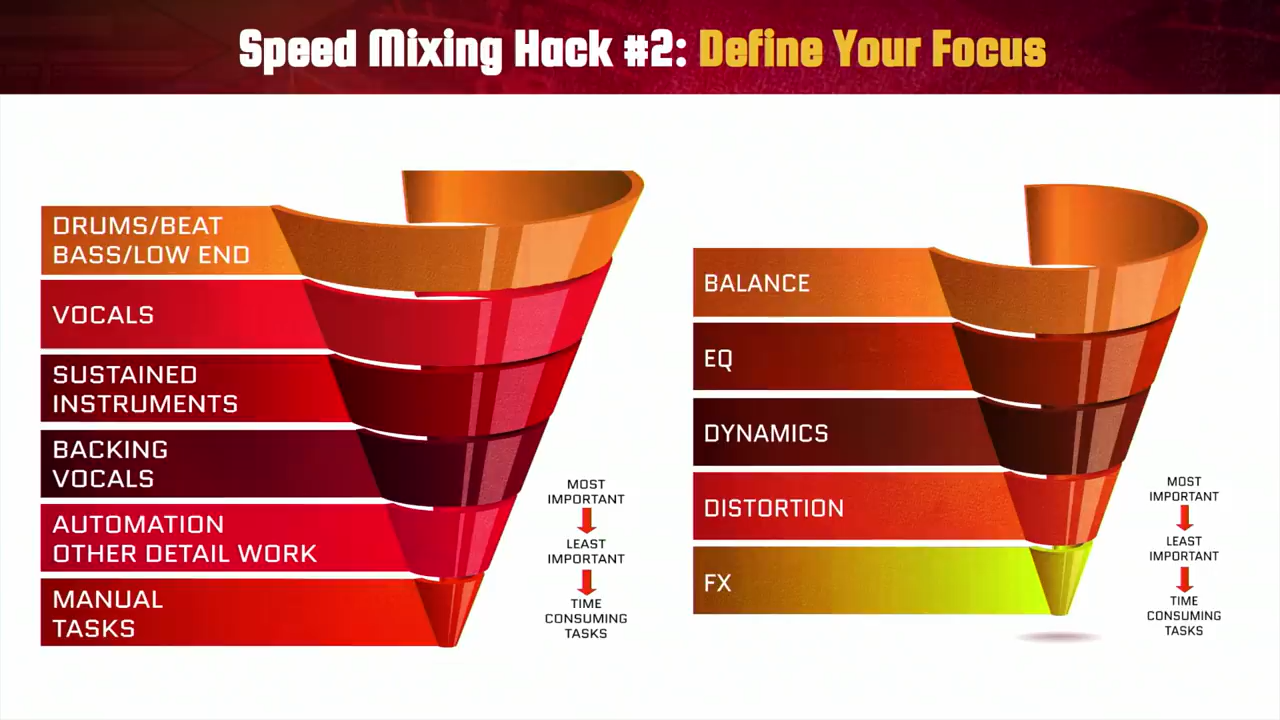 Speed Mixing Hack #2: Define Your Focus
DRUMS/BEAT
BASS/LOW END
VOCALS
SUSTAINED
INSTRUMENTS
BACKING
VOCALS
AUTOMATION
OTHER DETAIL WORK
MANUAL
TASKS
MOST
IMPORTANT
LEAST
IMPORTANT
TIME
CONSUMING
TASKS
BALANCE
EQ
DYNAMICS
DISTORTION
FX
MOST
IMPORTANT
LEAST
IMPORTANT
TIME
CONSUMING
TASKS